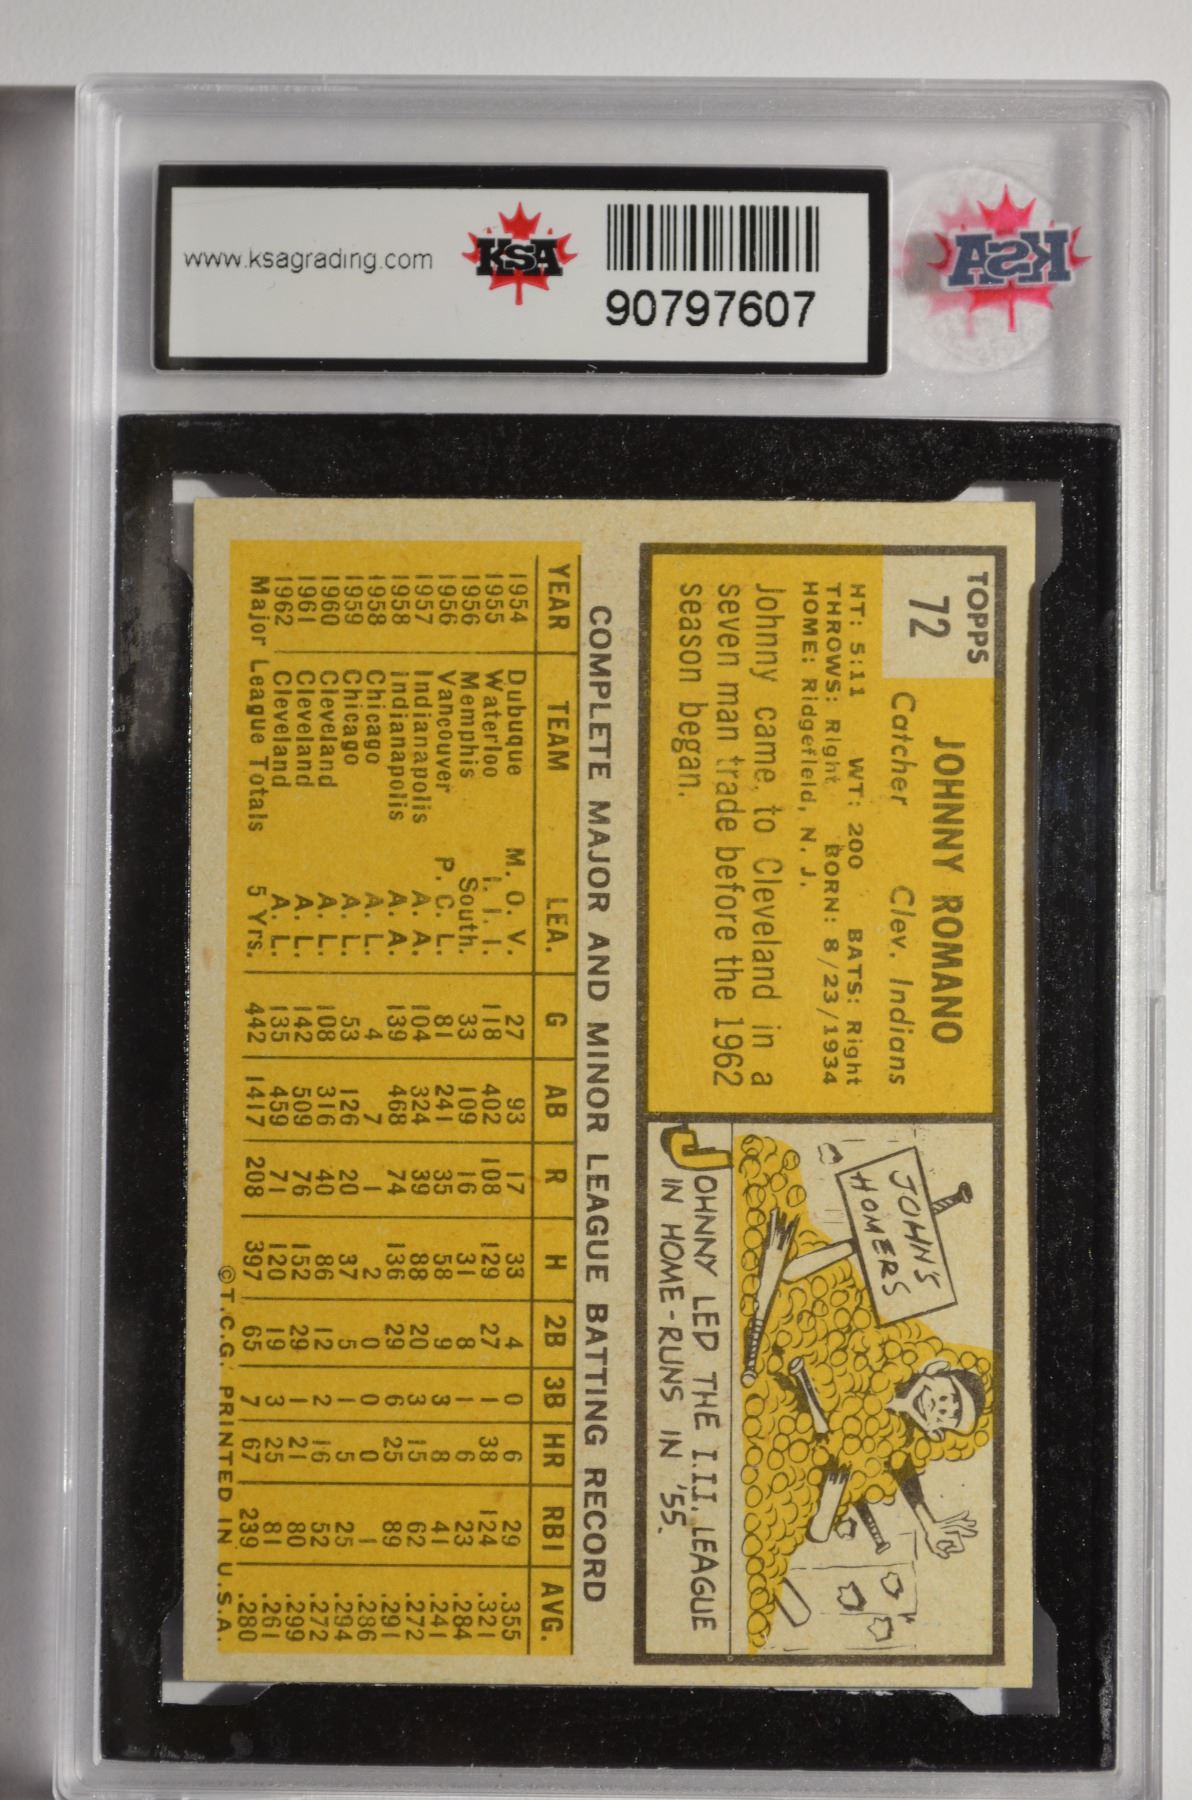 www.ksagrading.com
KSA
90797607
KSA
TOPPS
72
JOHNNY ROMANO
Catcher Clev. Indians
HT: 5:11 WT: 200 BATS: Right
THROWS: Right BORN: 8/23/1934
HOME: Ridgefield, N. J.
Johnny came to Cleveland in a
seven man trade before the 1962
season began.
JOHN'S
HOMERS
JOHNNY LED THE I.I.I. LEAGUE
IN HOME-RUNS IN '55.
COMPLETE MAJOR AND MINOR LEAGUE BATTING RECORD
YEAR TEAM LEA. G AB R H 2B 3B HR RBI AVG.
1954 Dubuque M. O. V. 27 93 17 33 4 0 6 29 .355
1955 Waterloo I. I. I. 118 402 108 129 27 1 38 124 .321
1956 Memphis South. 33 109 16 31 8 1 6 23 .284
1956 Vancouver P. C. L. 81 241 35 58 9 3 8 41 .241
1957 Indianapolis A. A. 104 324 39 88 20 3 15 62 .272
1958 Indianapolis A. A. 139 468 74 136 29 6 25 89 .291
1958 Chicago A. L. 4 7 1 2 0 0 0 1 .286
1959 Chicago A. L. 53 126 20 37 5 1 5 25 .294
1960 Cleveland A. L. 108 316 40 86 12 2 16 52 .272
1961 Cleveland A. L. 142 509 76 152 29 1 21 80 .299
1962 Cleveland A. L. 135 459 71 120 19 3 25 81 .261
Major League Totals 5 Yrs. 442 1417 208 397 65 7 67 239 .280
©T.C.G. PRINTED IN U.S.A.